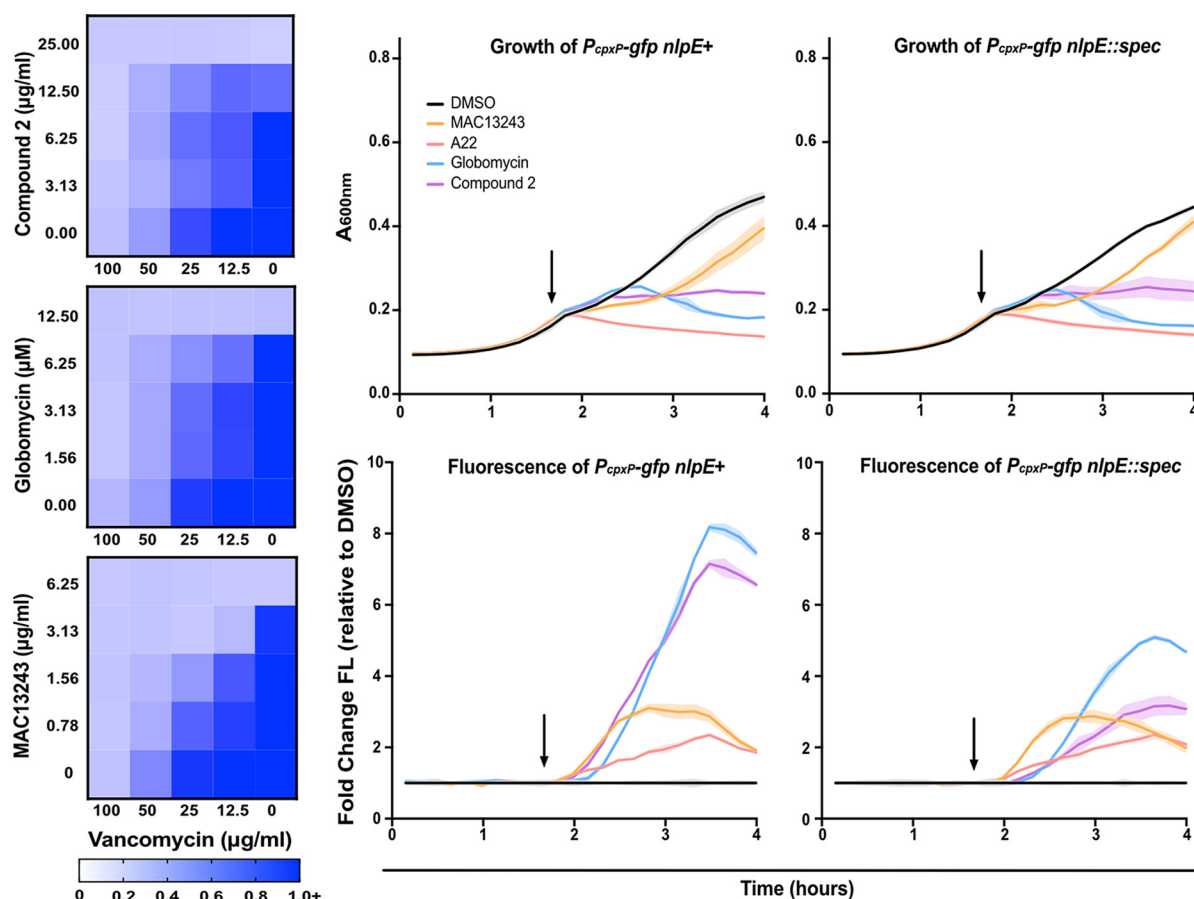 Compound 2 (µg/ml)
25.00
12.50
6.25
3.13
0.00
100 50 25 12.5 0
Globomycin (µM)
12.50
6.25
3.13
1.56
0.00
100 50 25 12.5 0
MAC13243 (µg/ml)
6.25
3.13
1.56
0.78
0
100 50 25 12.5 0
Vancomycin (µg/ml)
0 0.2 0.4 0.6 0.8 1.0+
Growth of PcpxP-gfp nlpE+
A600nm
0.8
0.6
0.4
0.2
0.0
DMSO
MAC13243
A22
Globomycin
Compound 2
0 1 2 3 4
Growth of PcpxP-gfp nlpE::spec
0.8
0.6
0.4
0.2
0.0
0 1 2 3 4
Fluorescence of PcpxP-gfp nlpE+
Fold Change FL (relative to DMSO)
10
8
6
4
2
0
0 1 2 3 4
Fluorescence of PcpxP-gfp nlpE::spec
10
8
6
4
2
0
0 1 2 3 4
Time (hours)